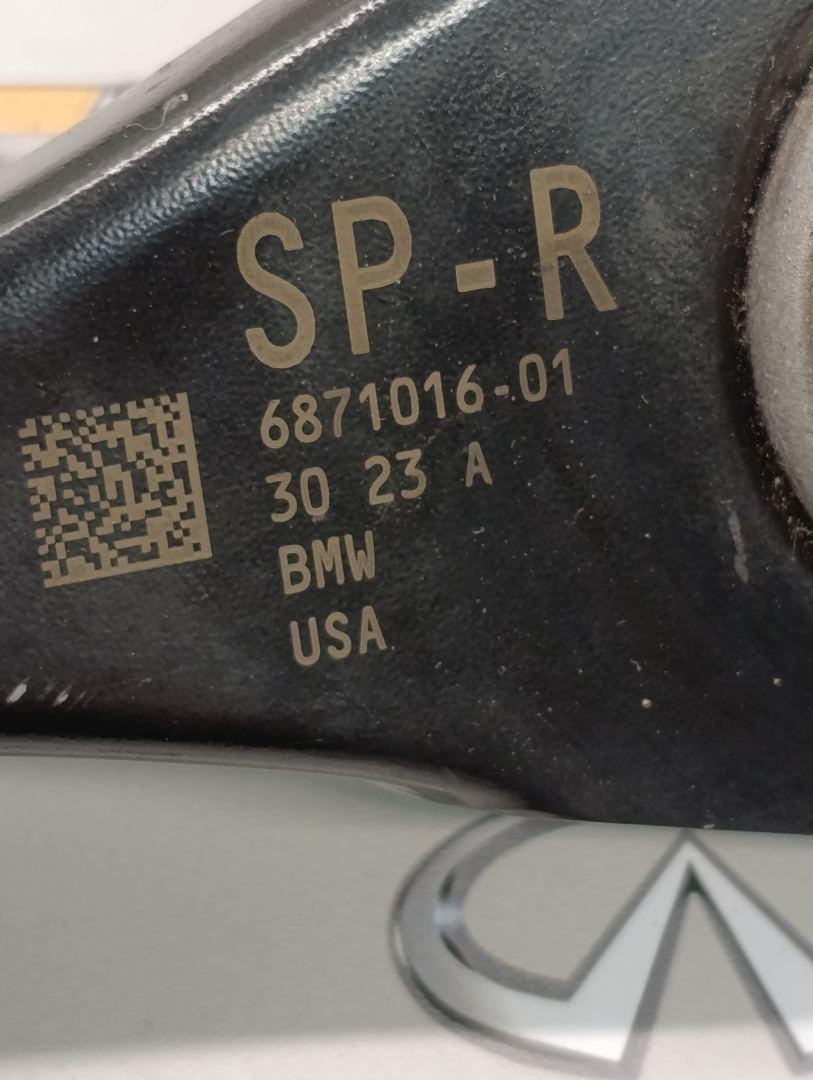 SP-R
6871016-01
30 23 A
BMW
USA